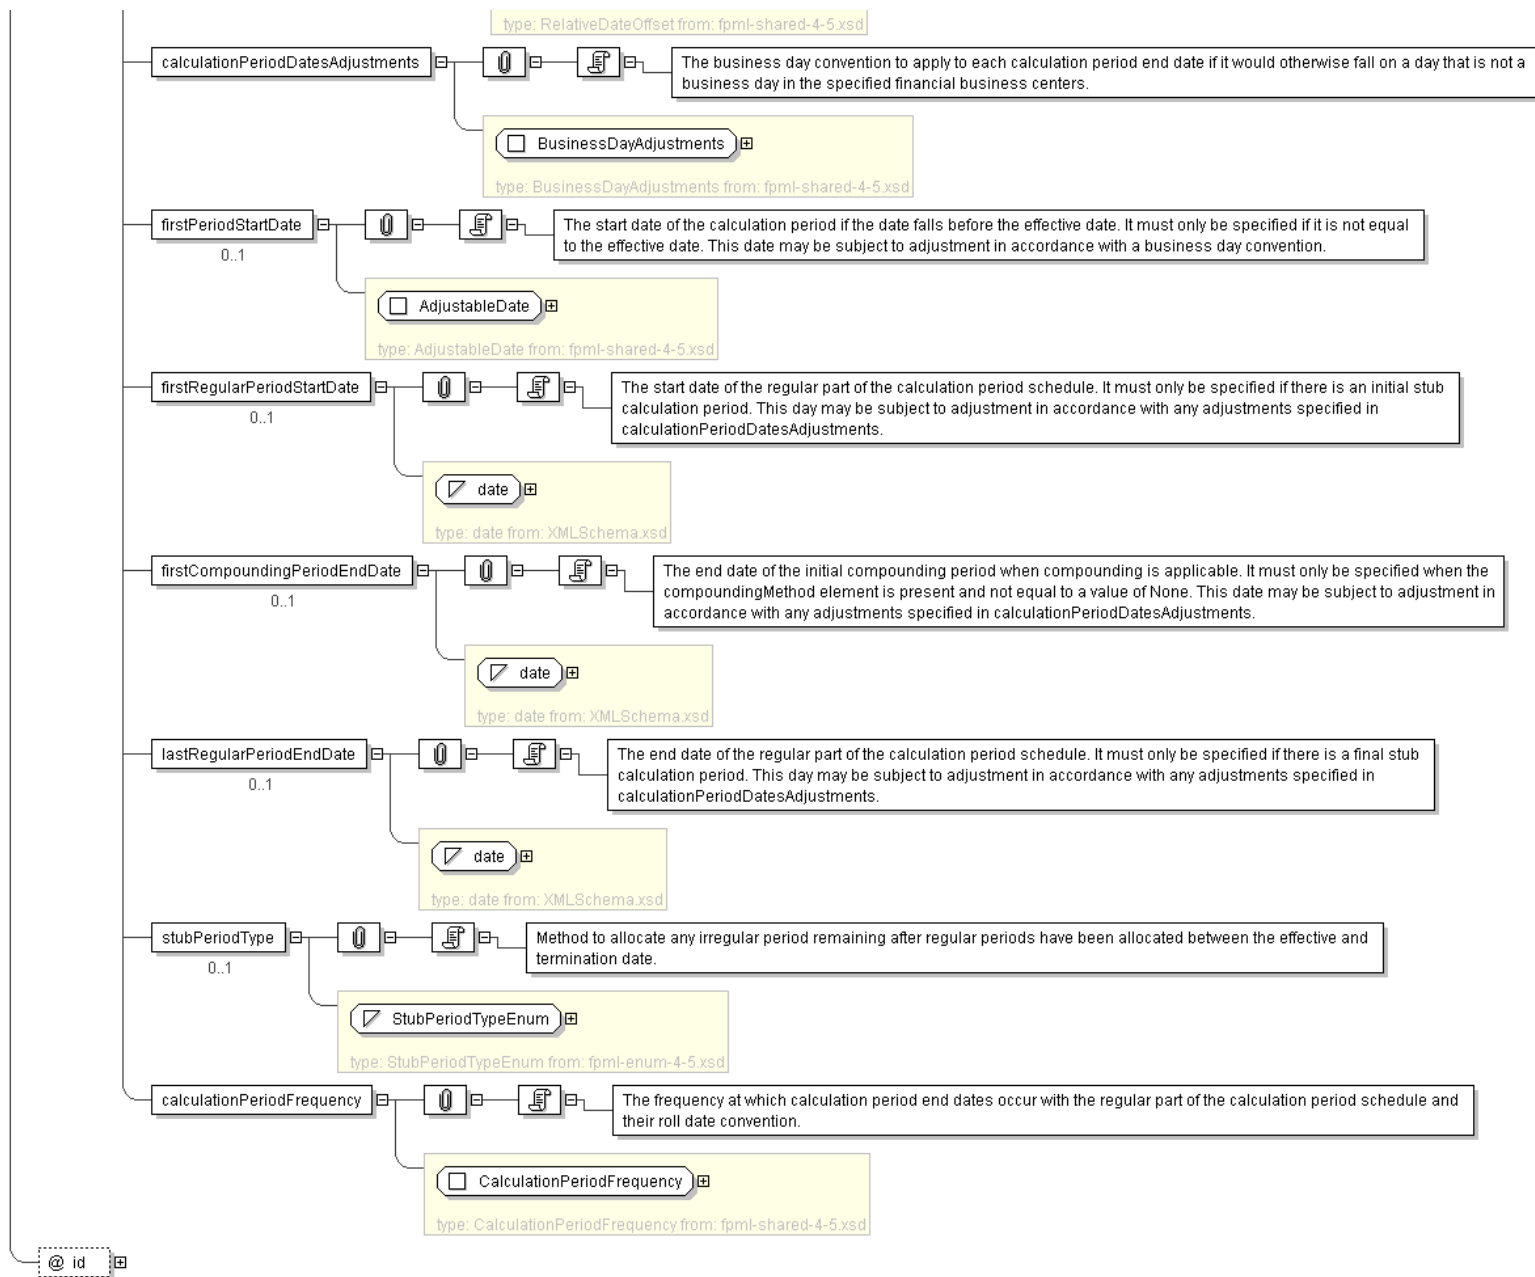 type: RelativeDateOffset from: fpml-shared-4-5.xsd
calculationPeriodDatesAdjustments
The business day convention to apply to each calculation period end date if it would otherwise fall on a day that is not a
business day in the specified financial business centers.
BusinessDayAdjustments
type: BusinessDayAdjustments from: fpml-shared-4-5.xsd
firstPeriodStartDate
0..1
The start date of the calculation period if the date falls before the effective date. It must only be specified if it is not equal
to the effective date. This date may be subject to adjustment in accordance with a business day convention.
AdjustableDate
type: AdjustableDate from: fpml-shared-4-5.xsd
firstRegularPeriodStartDate
0..1
The start date of the regular part of the calculation period schedule. It must only be specified if there is an initial stub
calculation period. This day may be subject to adjustment in accordance with any adjustments specified in
calculationPeriodDatesAdjustments.
date
type: date from: XMLSchema.xsd
firstCompoundingPeriodEndDate
0..1
The end date of the initial compounding period when compounding is applicable. It must only be specified when the
compoundingMethod element is present and not equal to a value of None. This date may be subject to adjustment in
accordance with any adjustments specified in calculationPeriodDatesAdjustments.
date
type: date from: XMLSchema.xsd
lastRegularPeriodEndDate
0..1
The end date of the regular part of the calculation period schedule. It must only be specified if there is a final stub
calculation period. This day may be subject to adjustment in accordance with any adjustments specified in
calculationPeriodDatesAdjustments.
date
type: date from: XMLSchema.xsd
stubPeriodType
0..1
Method to allocate any irregular period remaining after regular periods have been allocated between the effective and
termination date.
StubPeriodTypeEnum
type: StubPeriodTypeEnum from: fpml-enum-4-5.xsd
calculationPeriodFrequency
The frequency at which calculation period end dates occur with the regular part of the calculation period schedule and
their roll date convention.
CalculationPeriodFrequency
type: CalculationPeriodFrequency from: fpml-shared-4-5.xsd
@ id